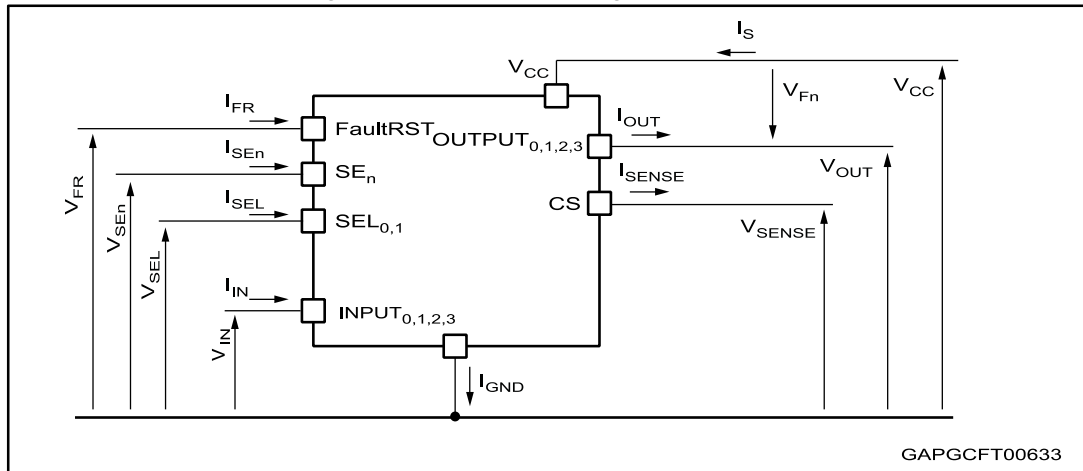 I_S
V_CC
V_Fn
V_CC
I_FR
FaultRST
OUTPUT_0,1,2,3
I_OUT
I_SEn
SE_n
I_SENSE
V_OUT
V_FR
V_SEn
I_SEL
SEL_0,1
CS
V_SENSE
V_SEL
I_IN
INPUT_0,1,2,3
V_IN
I_GND
GAPGCFT00633